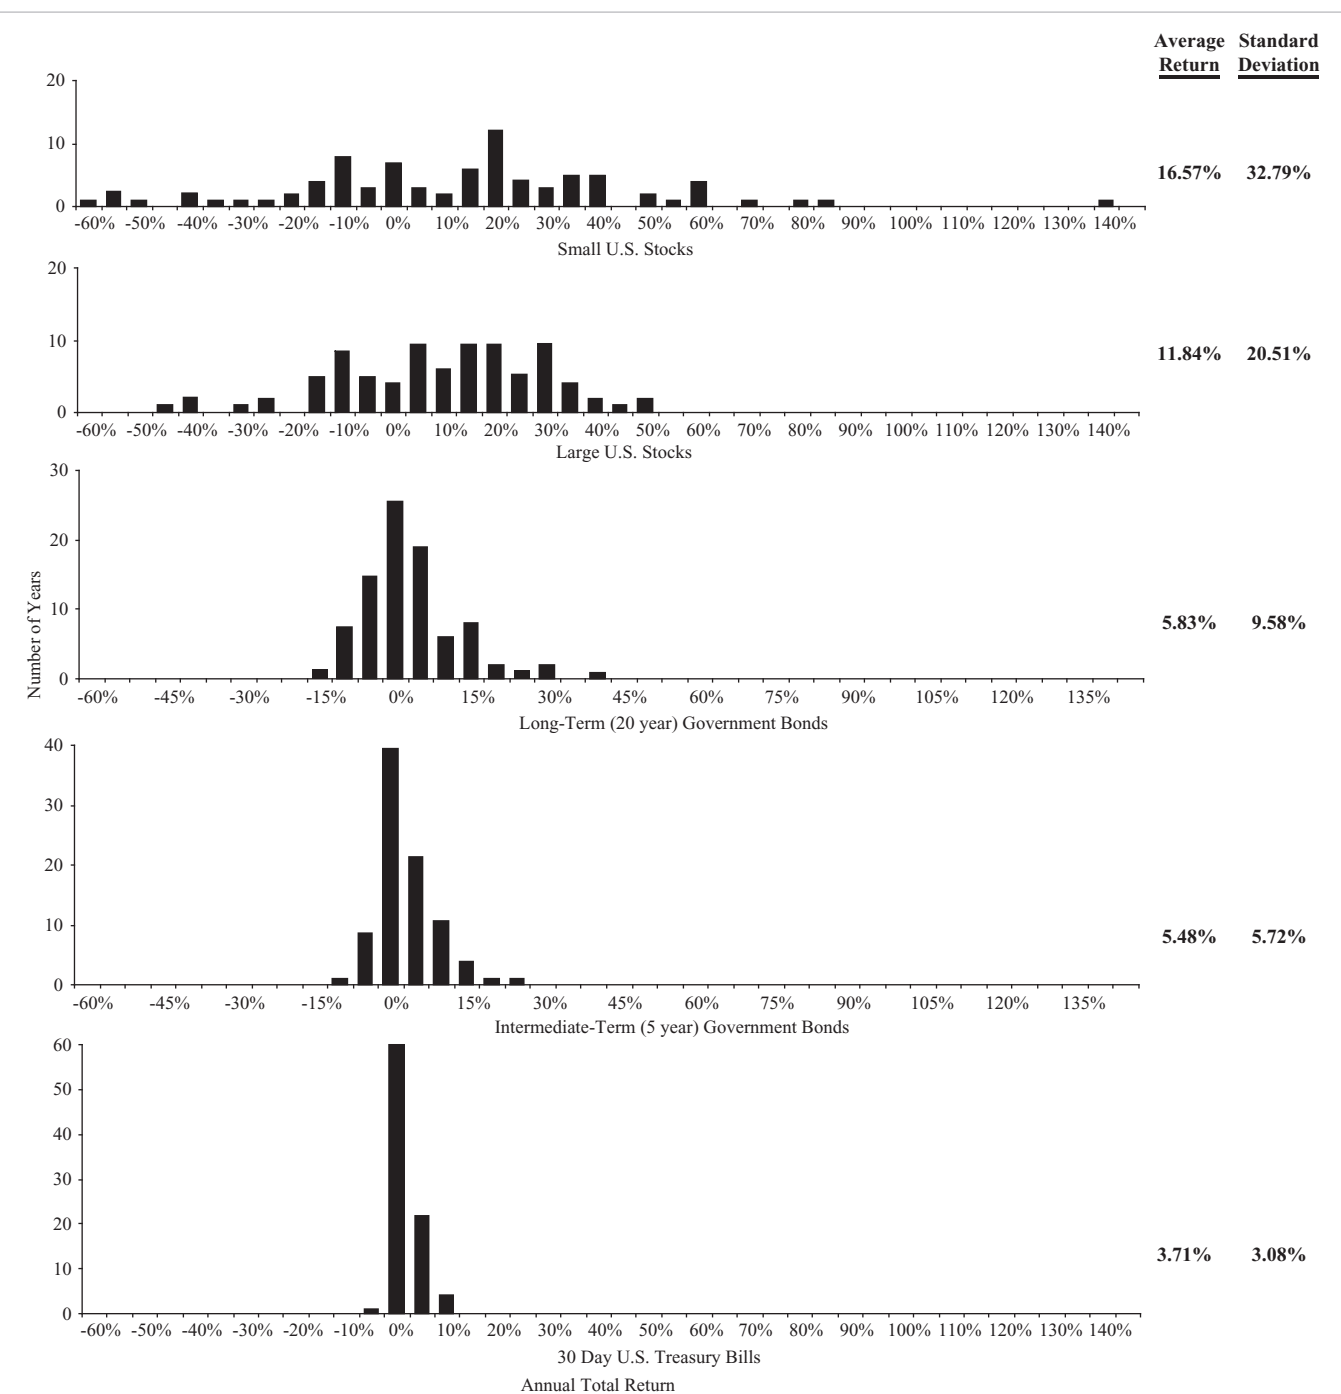 Average Standard
Return Deviation
20
10
0
16.57% 32.79%
-60% -50% -40% -30% -20% -10% 0% 10% 20% 30% 40% 50% 60% 70% 80% 90% 100% 110% 120% 130% 140%
Small U.S. Stocks
20
10
0
11.84% 20.51%
-60% -50% -40% -30% -20% -10% 0% 10% 20% 30% 40% 50% 60% 70% 80% 90% 100% 110% 120% 130% 140%
Large U.S. Stocks
Number of Years
30
20
10
0
5.83% 9.58%
-60% -45% -30% -15% 0% 15% 30% 45% 60% 75% 90% 105% 120% 135%
Long-Term (20 year) Government Bonds
40
30
20
10
0
5.48% 5.72%
-60% -45% -30% -15% 0% 15% 30% 45% 60% 75% 90% 105% 120% 135%
Intermediate-Term (5 year) Government Bonds
60
50
40
30
20
10
0
3.71% 3.08%
-60% -50% -40% -30% -20% -10% 0% 10% 20% 30% 40% 50% 60% 70% 80% 90% 100% 110% 120% 130% 140%
30 Day U.S. Treasury Bills
Annual Total Return